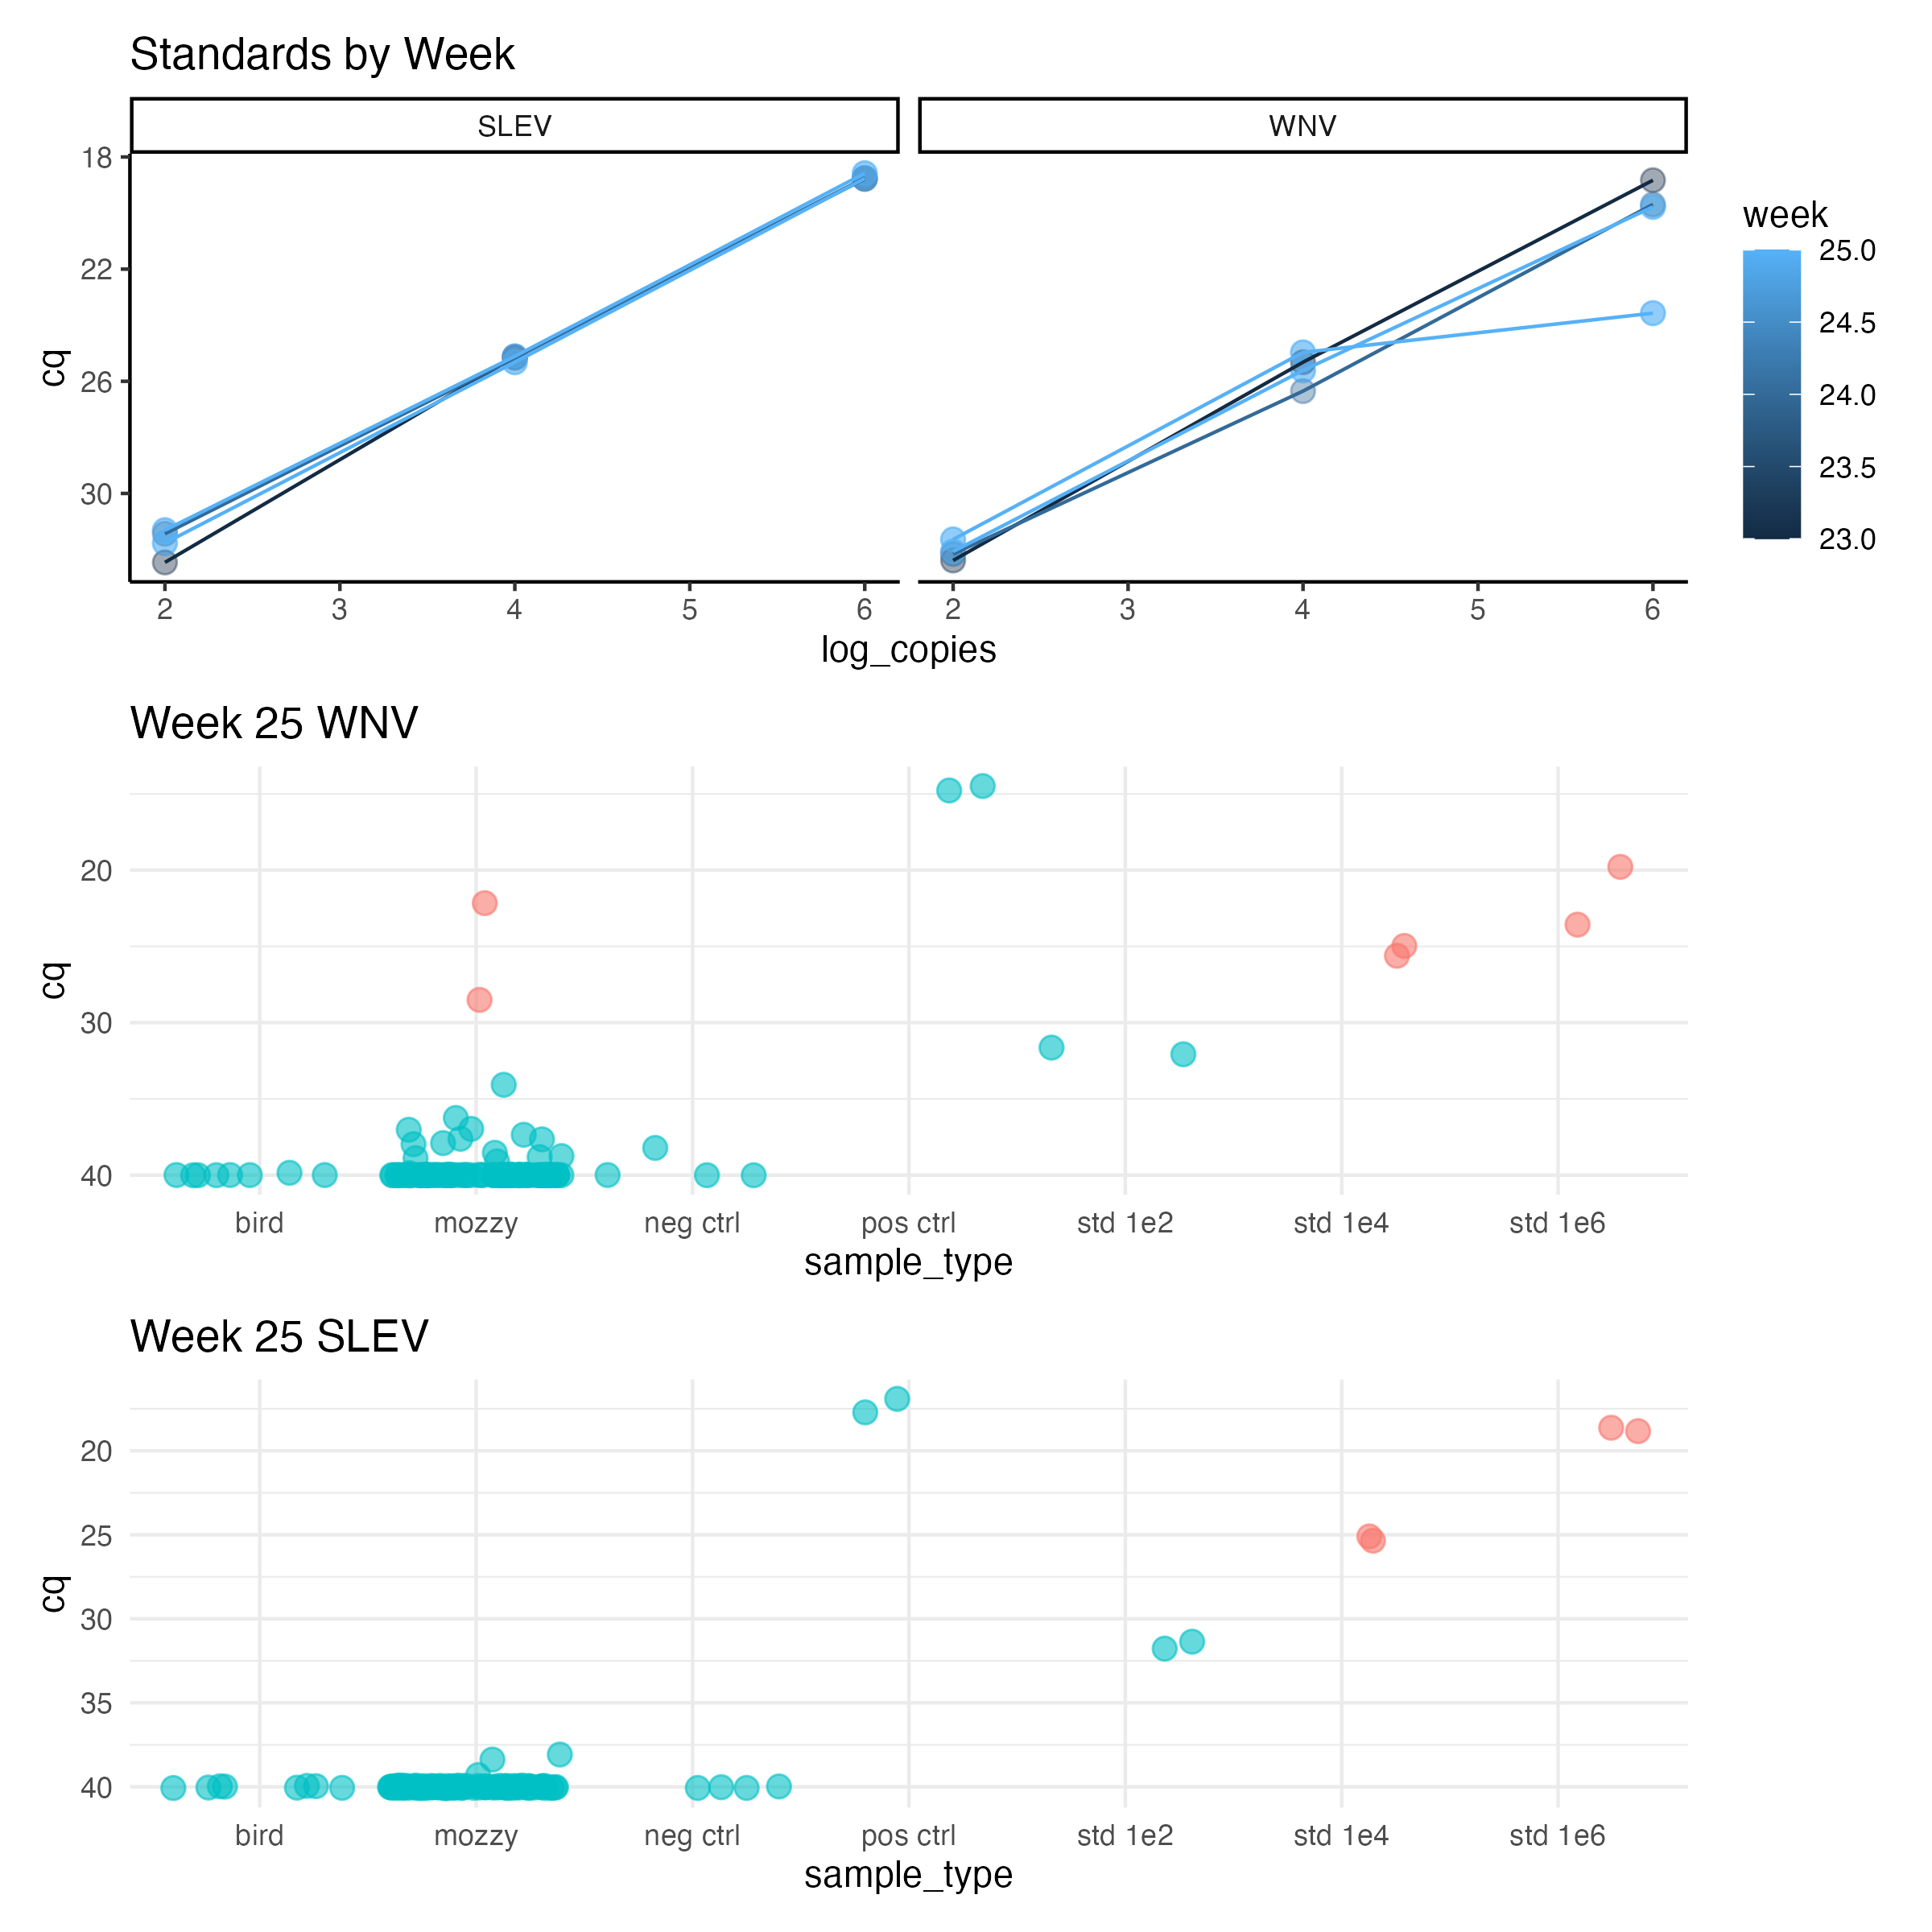 Standards by Week
SLEV
WNV
18
22
26
30
cq
2
3
4
5
6
2
3
4
5
6
log_copies
week
25.0
24.5
24.0
23.5
23.0
Week 25 WNV
20
30
40
cq
bird
mozzy
neg ctrl
pos ctrl
std 1e2
std 1e4
std 1e6
sample_type
Week 25 SLEV
20
25
30
35
40
cq
bird
mozzy
neg ctrl
pos ctrl
std 1e2
std 1e4
std 1e6
sample_type